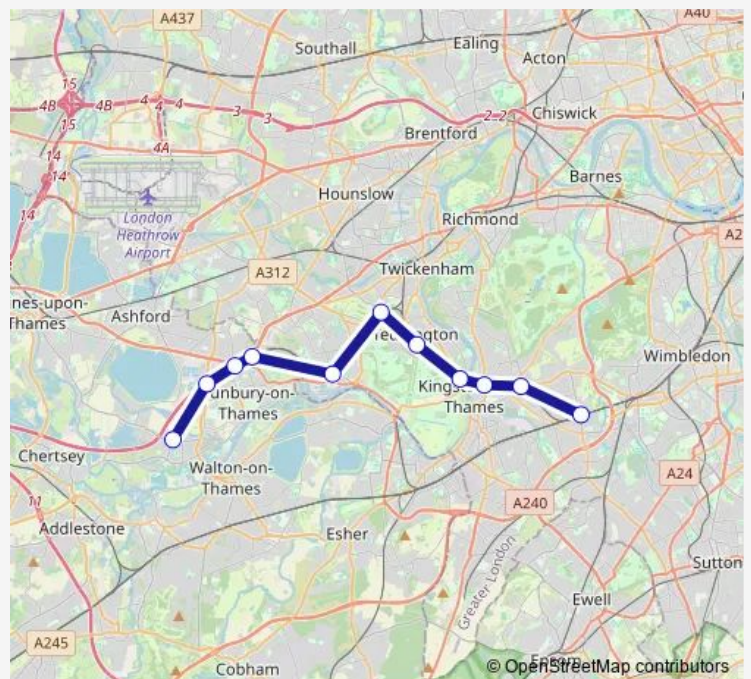 A437
A40
Southall
Ealing
Acton
15
4B
4B
4
4
3
3
2
2
Chiswick
15
Brentford
4A
14
14
Barnes
Hounslow
14
London
Heathrow
Airport
Richmond
A2
A312
Twickenham
nes-upon-
Thames
Ashford
Wimbledon
unbury-on-
Thames
Thames
Chertsey
Walton-on-
Thames
A24
11
A240
Addlestone
Esher
Greater London
Sutton
Ewell
A245
Cobham
© OpenStreetMap contributors